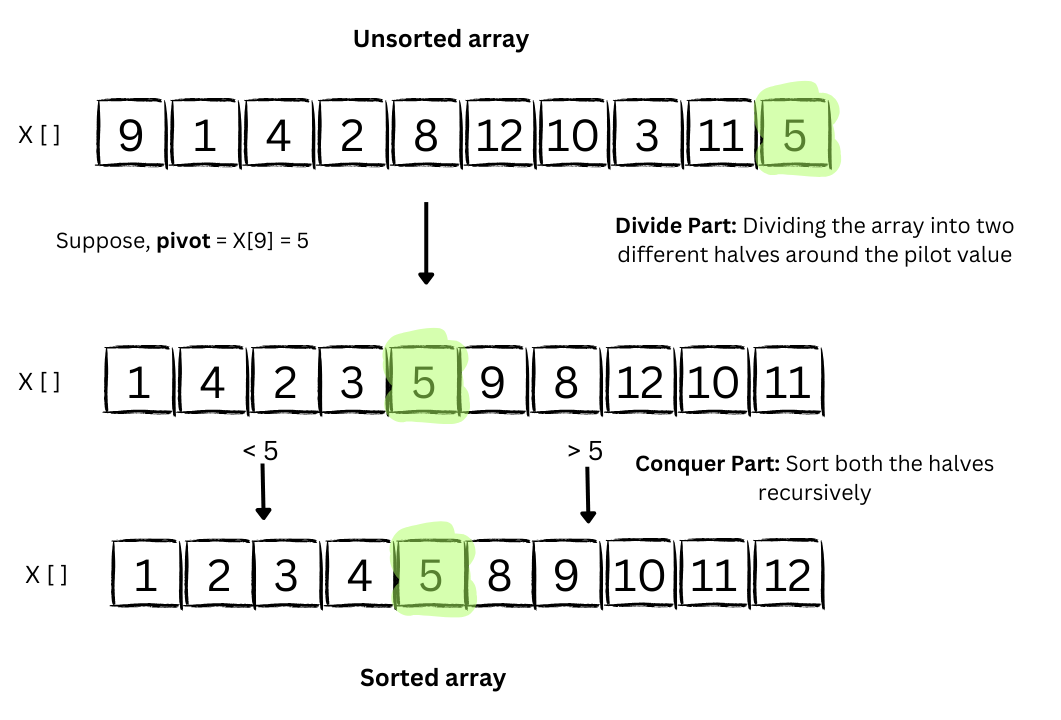 Unsorted array
X [ ] 9 1 4 2 8 12 10 3 11 5
Suppose, pivot = X[9] = 5
Divide Part: Dividing the array into two
different halves around the pilot value
X [ ] 1 4 2 3 5 9 8 12 10 11
< 5 > 5
Conquer Part: Sort both the halves
recursively
X [ ] 1 2 3 4 5 8 9 10 11 12
Sorted array